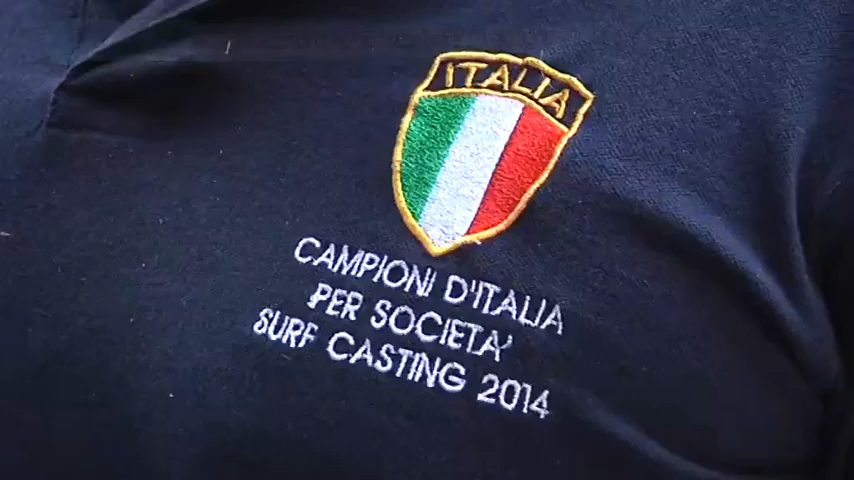 ITALIA
CAMPIONI D'ITALIA
PER SOCIETA'
SURF CASTING 2014